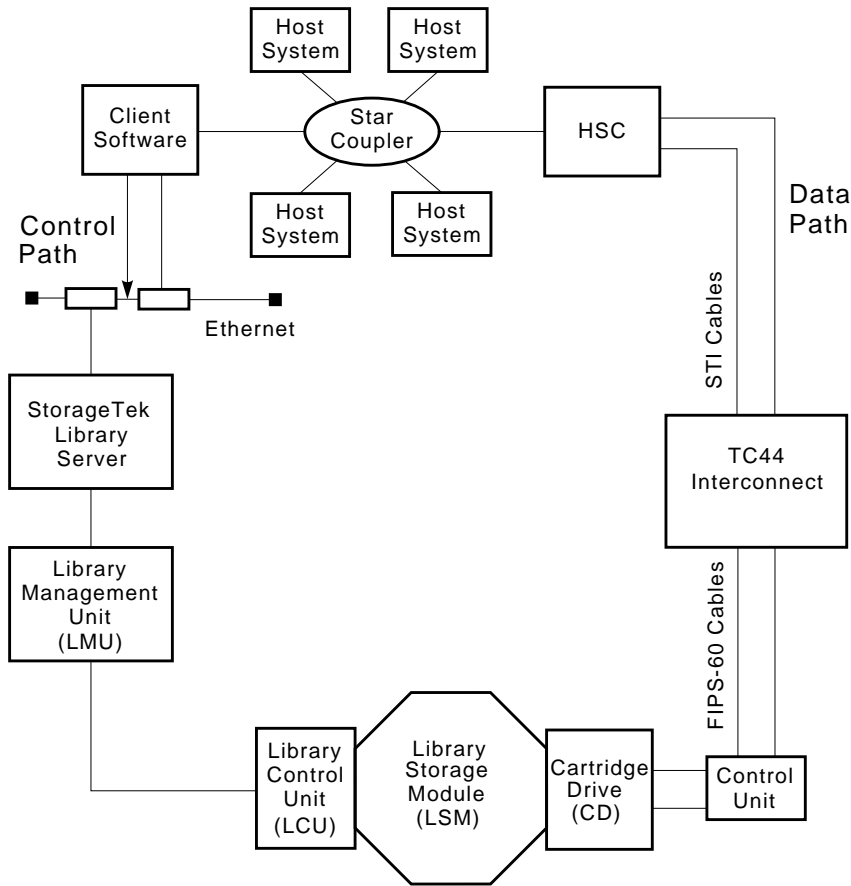 Host
System
Host
System
Client
Software
Star
Coupler
HSC
Host
System
Host
System
Control
Path
Data
Path
Ethernet
STI Cables
StorageTek
Library
Server
TC44
Interconnect
Library
Management
Unit
(LMU)
FIPS-60 Cables
Library
Control
Unit
(LCU)
Library
Storage
Module
(LSM)
Cartridge
Drive
(CD)
Control
Unit